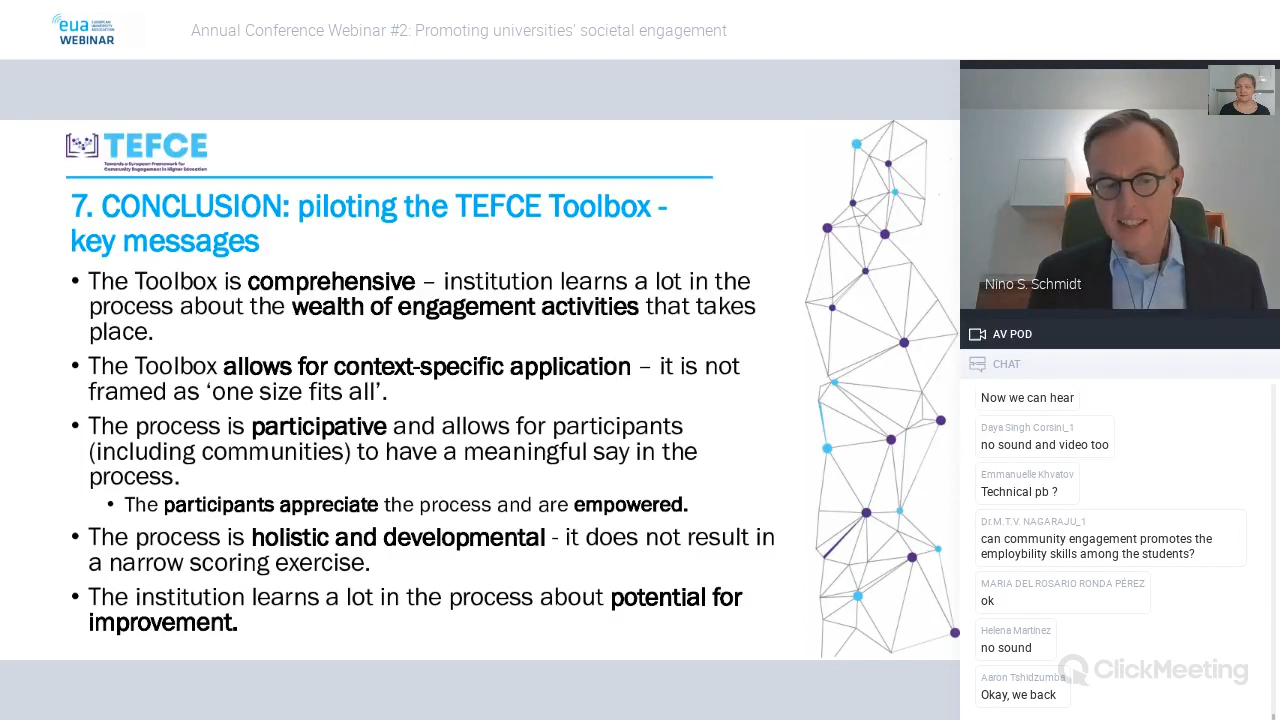 eua EUROPEAN UNIVERSITY ASSOCIATION
WEBINAR
Annual Conference Webinar #2: Promoting universities' societal engagement
TEFCE
Towards a European Framework for
Community Engagement in Higher Education
7. CONCLUSION: piloting the TEFCE Toolbox -
key messages
• The Toolbox is comprehensive – institution learns a lot in the
process about the wealth of engagement activities that takes
place.
• The Toolbox allows for context-specific application – it is not
framed as ‘one size fits all’.
• The process is participative and allows for participants
(including communities) to have a meaningful say in the
process.
• The participants appreciate the process and are empowered.
• The process is holistic and developmental - it does not result in
a narrow scoring exercise.
• The institution learns a lot in the process about potential for
improvement.
Nino S. Schmidt
AV POD
CHAT
Now we can hear
Daya Singh Corsini_1
no sound and video too
Emmanuelle Khvatov
Technical pb ?
Dr.M.T.V. NAGARAJU_1
can community engagement promotes the
employbility skills among the students?
MARIA DEL ROSARIO RONDA PÉREZ
ok
Helena Martínez
no sound
Aaron Tshidzumba
Okay, we back
ClickMeeting